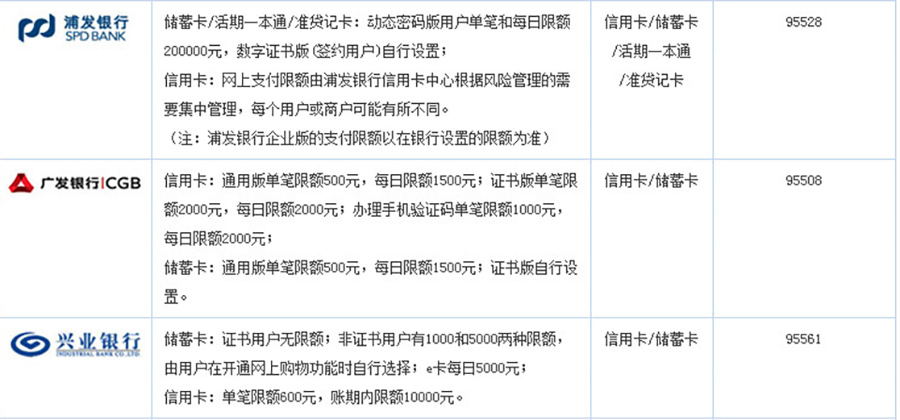 浦发银行
SPD BANK
储蓄卡/活期一本通/准贷记卡：动态密码版用户单笔和每日限额
200000元，数字证书版(签约用户)自行设置；
信用卡：网上支付限额由浦发银行信用卡中心根据风险管理的需
要集中管理，每个用户或商户可能有所不同。
（注：浦发银行企业版的支付限额以在银行设置的限额为准）
信用卡/储蓄卡
/活期一本通
/准贷记卡
95528
广发银行|CGB
信用卡：通用版单笔限额500元，每日限额1500元；证书版单笔限
额2000元，每日限额2000元；办理手机验证码单笔限额1000元，
每日限额2000元；
储蓄卡：通用版单笔限额500元，每日限额1500元；证书版自行设
置。
信用卡/储蓄卡
95508
兴业银行
INDUSTRIAL BANK CO.,LTD.
储蓄卡：证书用户无限额；非证书用户有1000和5000两种限额，
由用户在开通网上购物功能时自行选择；e卡每日5000元；
信用卡：单笔限额600元，账期内限额10000元。
信用卡/储蓄卡
95561